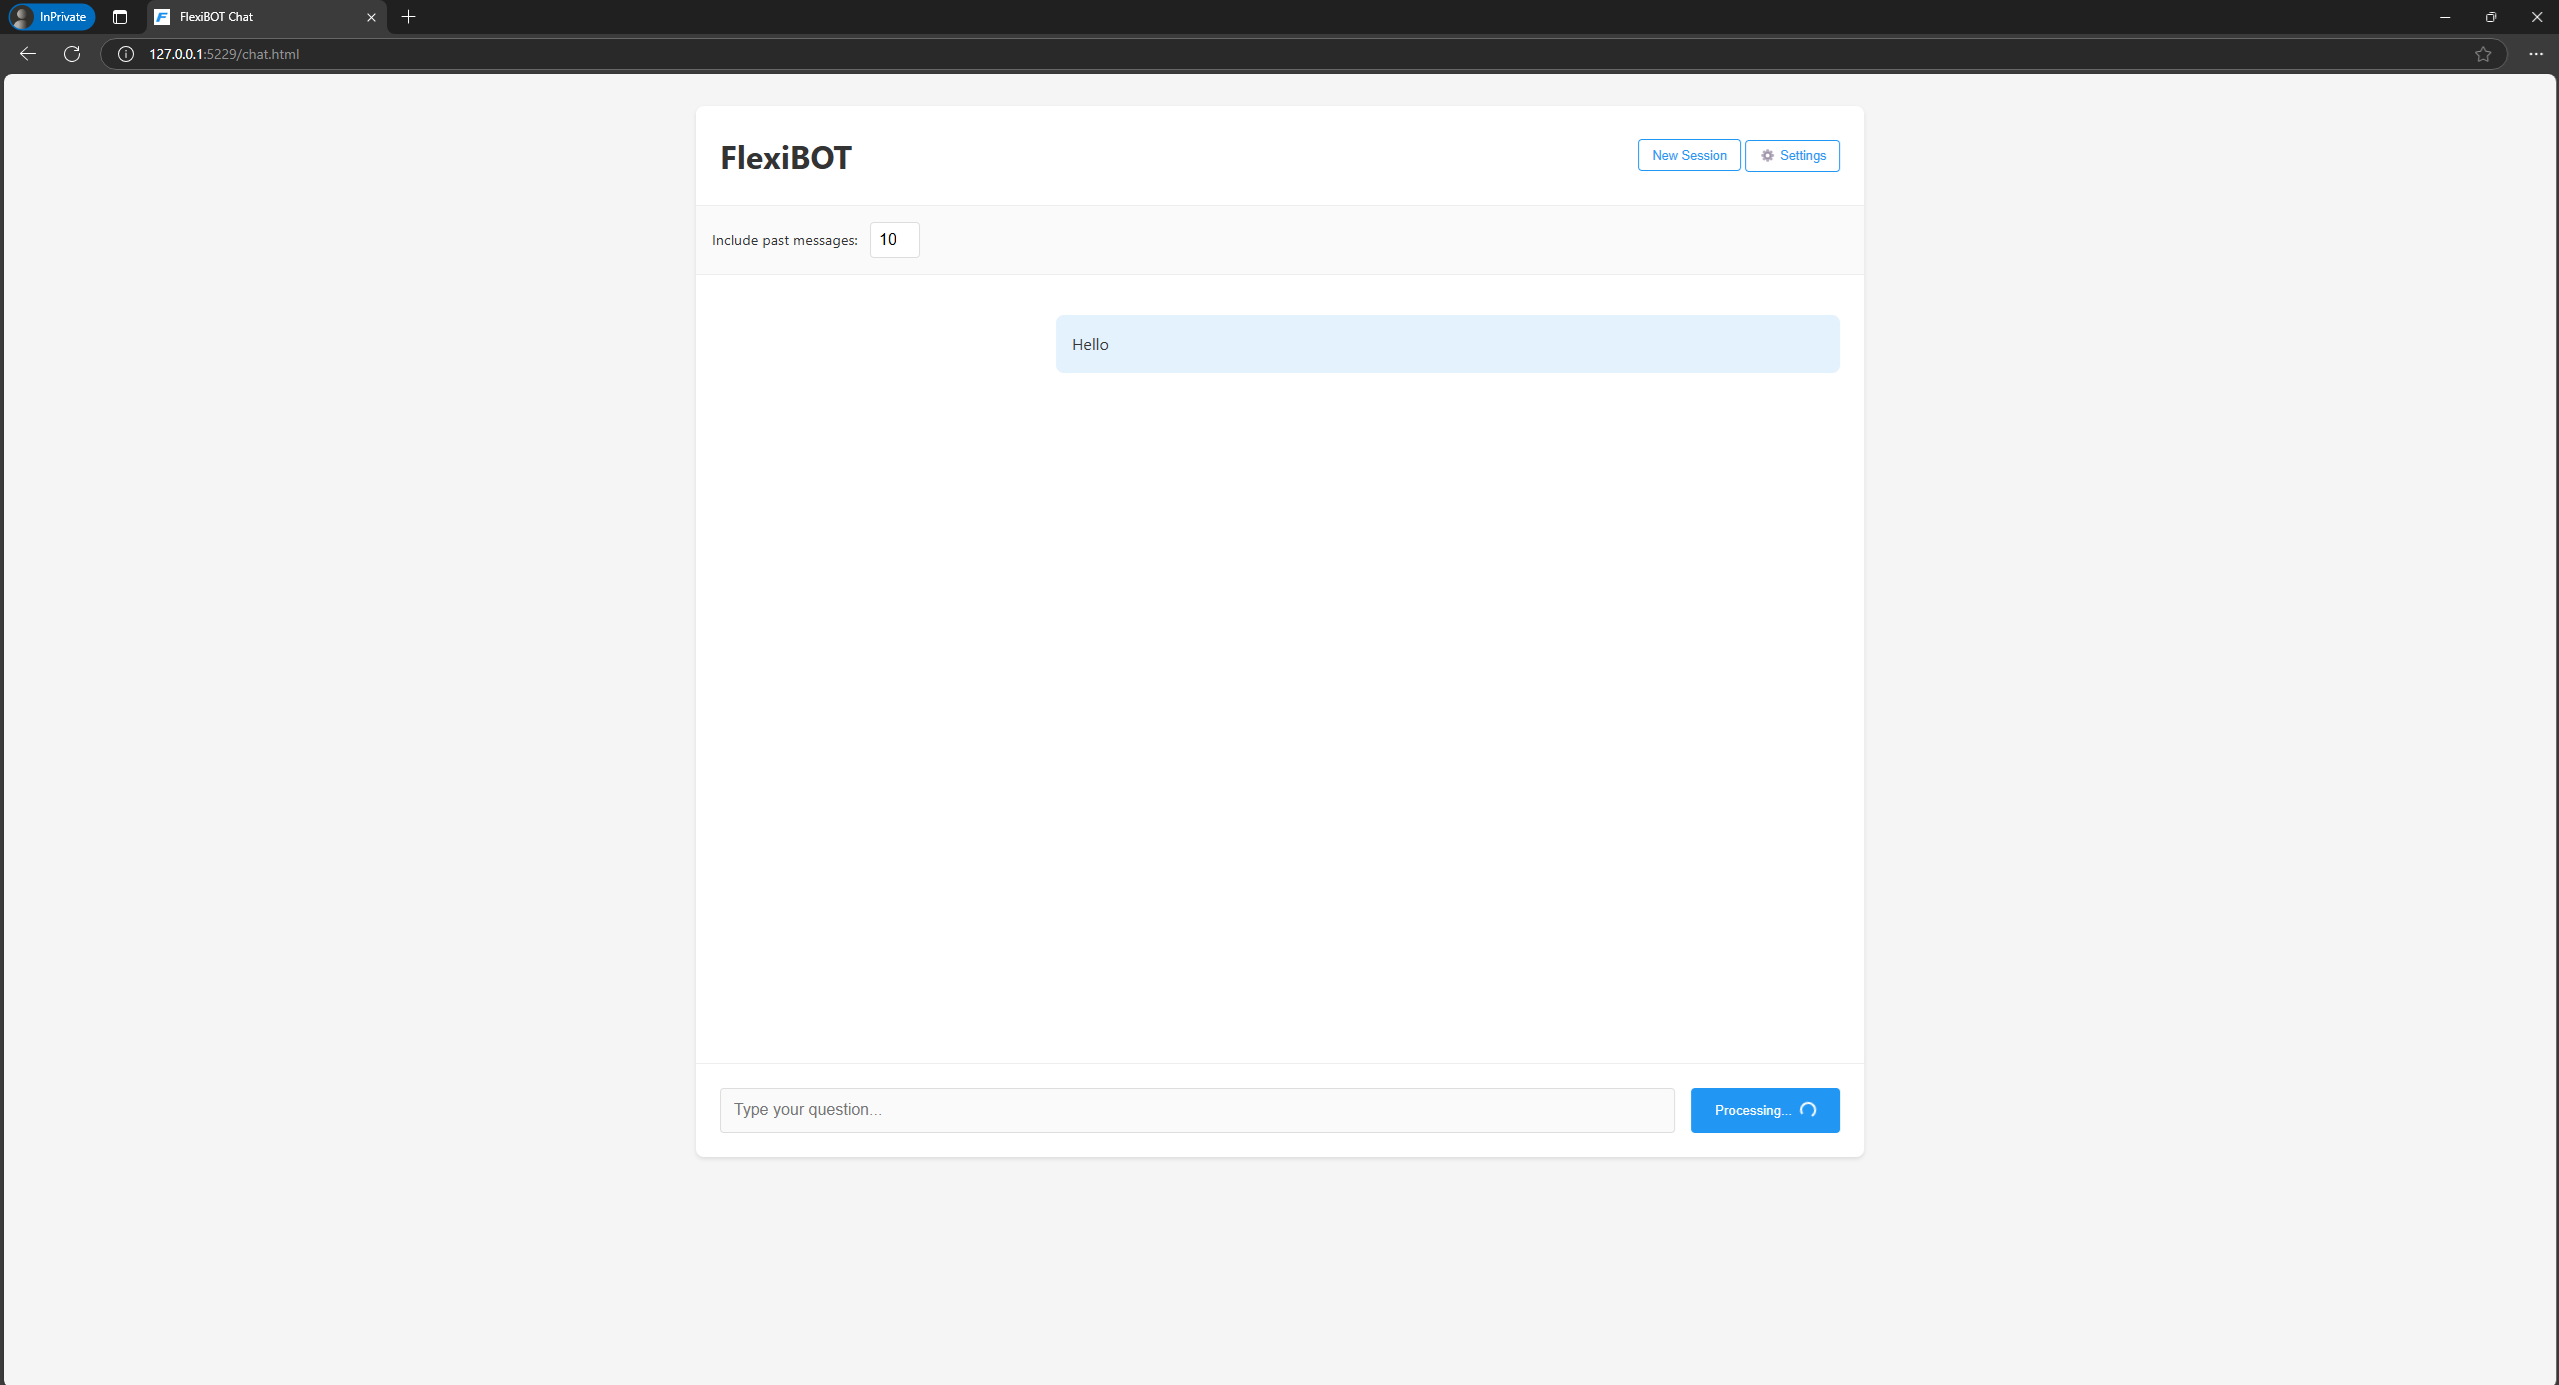 InPrivate
FlexiBOT Chat
127.0.0.1:5229/chat.html
FlexiBOT
New Session
Settings
Include past messages: 10
Hello
Type your question...
Processing...